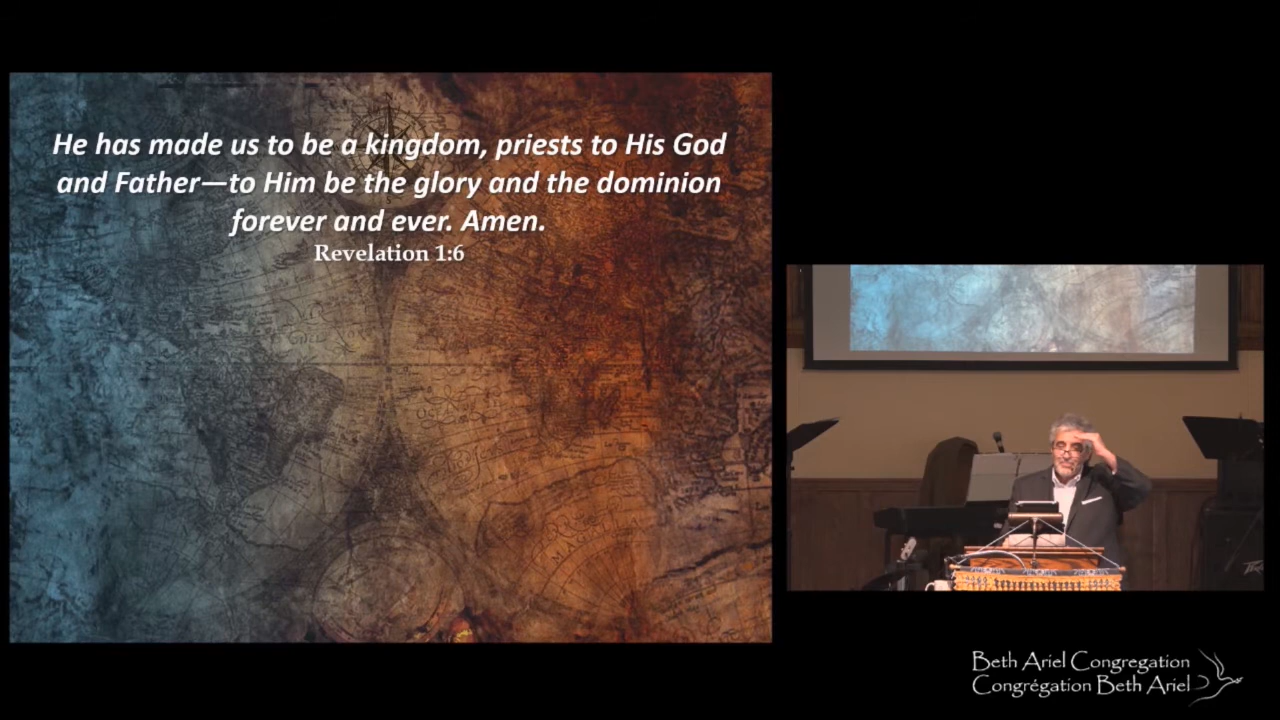 He has made us to be a kingdom, priests to His God
and Father—to Him be the glory and the dominion
forever and ever. Amen.
Revelation 1:6
Beth Ariel Congregation
Congrégation Beth Ariel